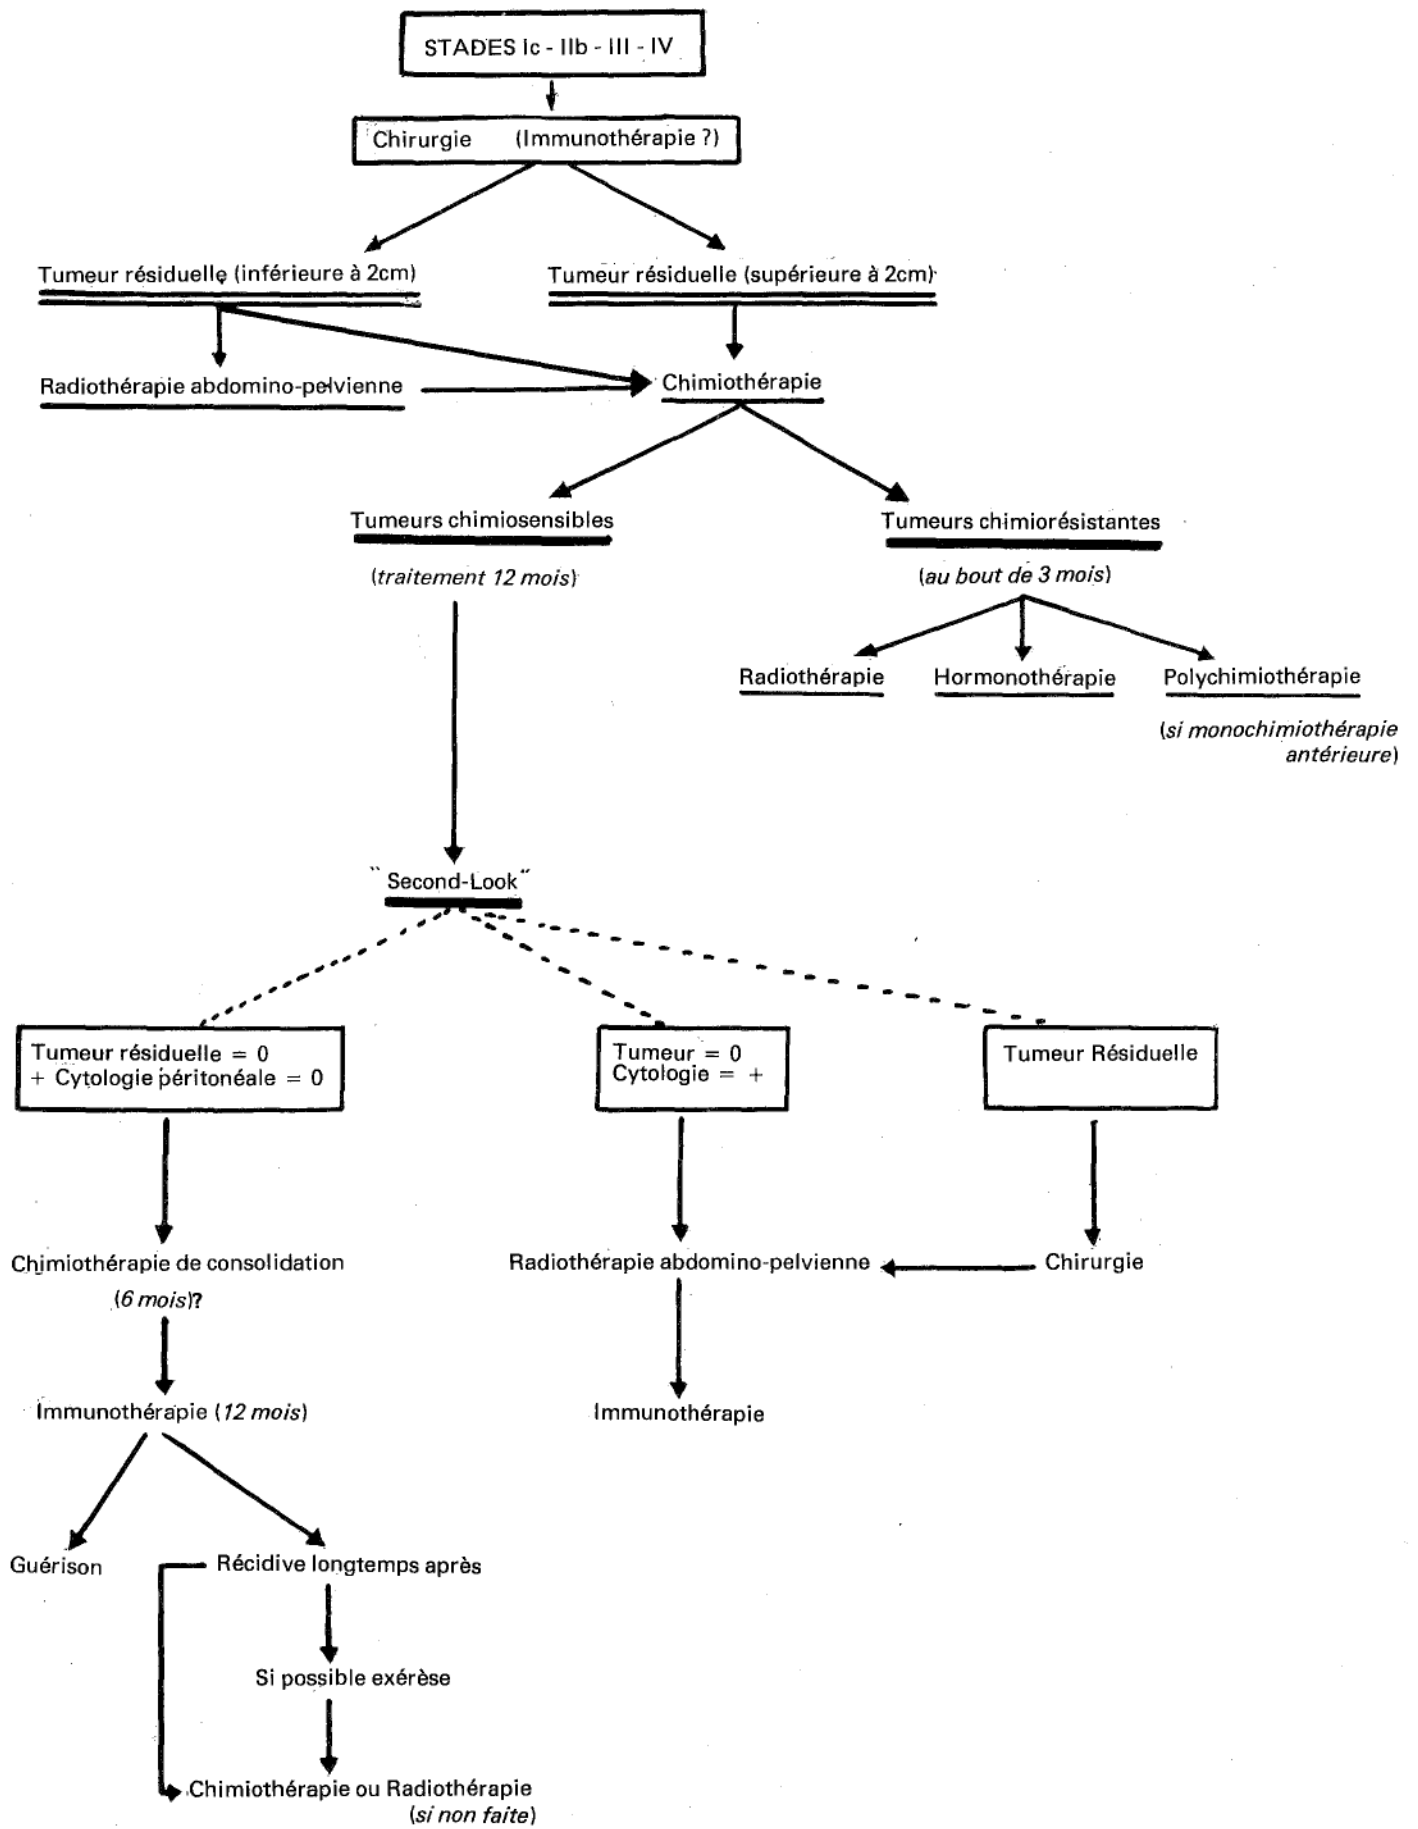 STADES Ic - IIb - III - IV
Chirurgie (Immunothérapie ?)
Tumeur résiduelle (inférieure à 2cm)
Tumeur résiduelle (supérieure à 2cm)
Radiothérapie abdomino-pelvienne
Chimiothérapie
Tumeurs chimiosensibles
(traitement 12 mois)
Tumeurs chimiorésistantes
(au bout de 3 mois)
Radiothérapie
Hormonothérapie
Polychimiothérapie
(si monochimiothérapie
antérieure)
"Second-Look"
Tumeur résiduelle = 0
+ Cytologie péritonéale = 0
Tumeur = 0
Cytologie = +
Tumeur Résiduelle
Chimiothérapie de consolidation
(6 mois)?
Radiothérapie abdomino-pelvienne
Chirurgie
Immunothérapie (12 mois)
Immunothérapie
Guérison
Récidive longtemps après
Si possible exérèse
Chimiothérapie ou Radiothérapie
(si non faite)